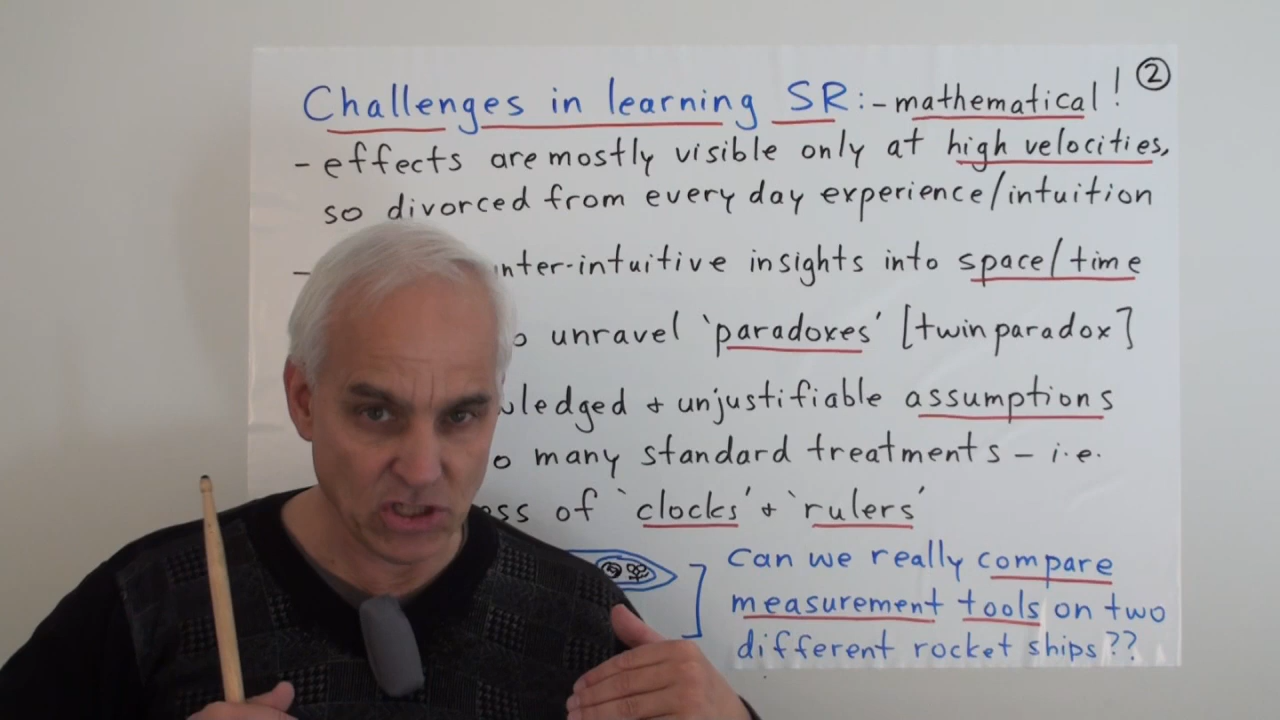 Challenges in learning SR: - mathematical! ②
- effects are mostly visible only at high velocities,
so divorced from every day experience/intuition
- nter-intuitive insights into space/time
o unravel 'paradoxes' [twin paradox]
wledged + unjustifiable assumptions
o many standard treatments - i.e.
ess of 'clocks' + 'rulers'
Can we really compare
measurement tools on two
different rocket ships??